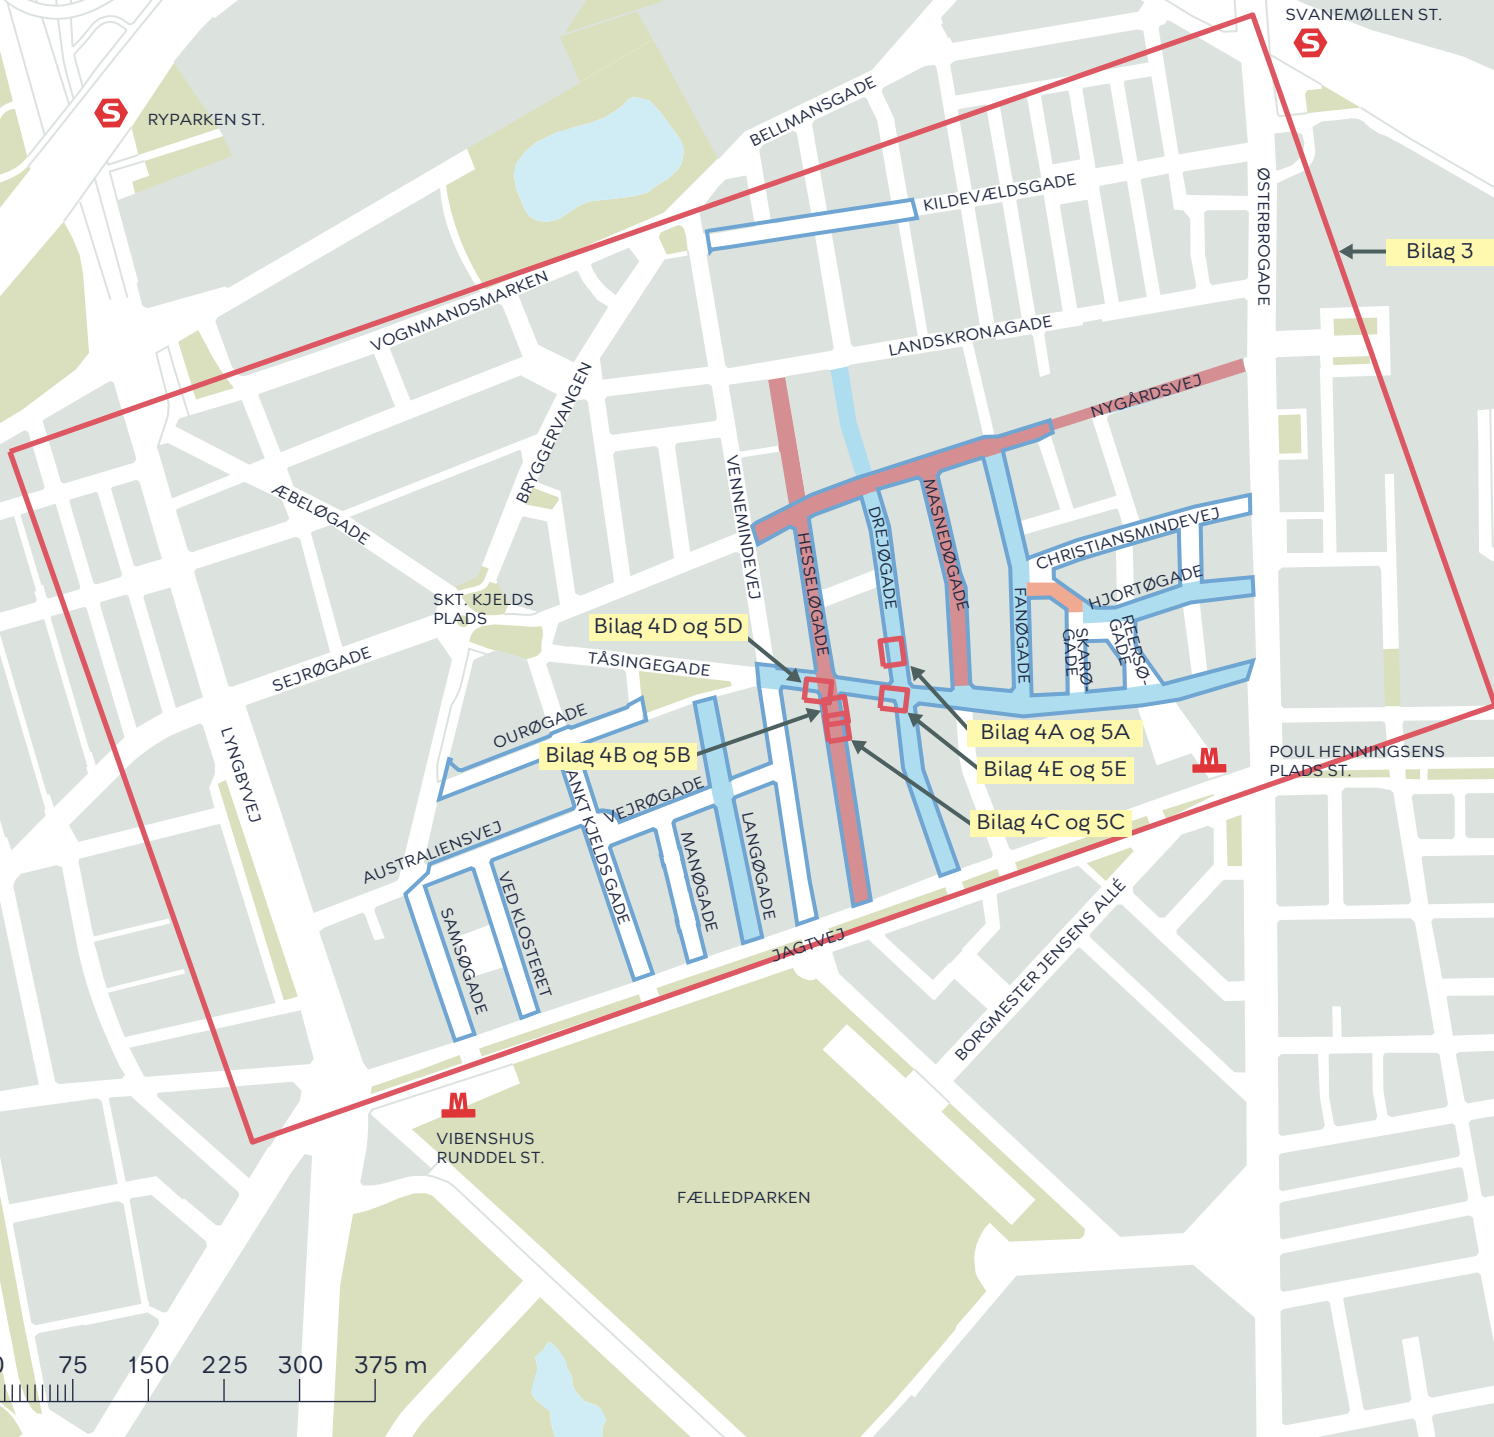 SVANEMØLLEN ST.
S
S
RYPARKEN ST.
BELLMANSGADE
KILDEVÆLDSGADE
ØSTERBROGADE
Bilag 3
VOGNMANDSMARKEN
LANDSKRONAGADE
BRYGGERVANGEN
NYGÅRDSVEJ
VENNEMINDEVEJ
ÆBELØGADE
MASNEDØGADE
DREJØGADE
HESSELØGADE
CHRISTIANSMINDEVEJ
HJORTØGADE
FANØGADE
SKARØ-
GADE
REERSØ-
GADE
SKT. KJELDS
PLADS
Bilag 4D og 5D
TÅSINGEGADE
SEJRØGADE
OURØGADE
Bilag 4B og 5B
Bilag 4A og 5A
Bilag 4E og 5E
Bilag 4C og 5C
M
POUL HENNINGSENS
PLADS ST.
LYNGBYVEJ
VEJRØGADE
ANKT KJELDS GADE
AUSTRALIENSVEJ
MANØGADE
LANGØGADE
VED KLOSTERET
SAMSØGADE
JAGTVEJ
BORGMESTER JENSENS ALLÉ
M
VIBENSHUS
RUNDDEL ST.
FÆLLEDPARKEN
0 75 150 225 300 375 m